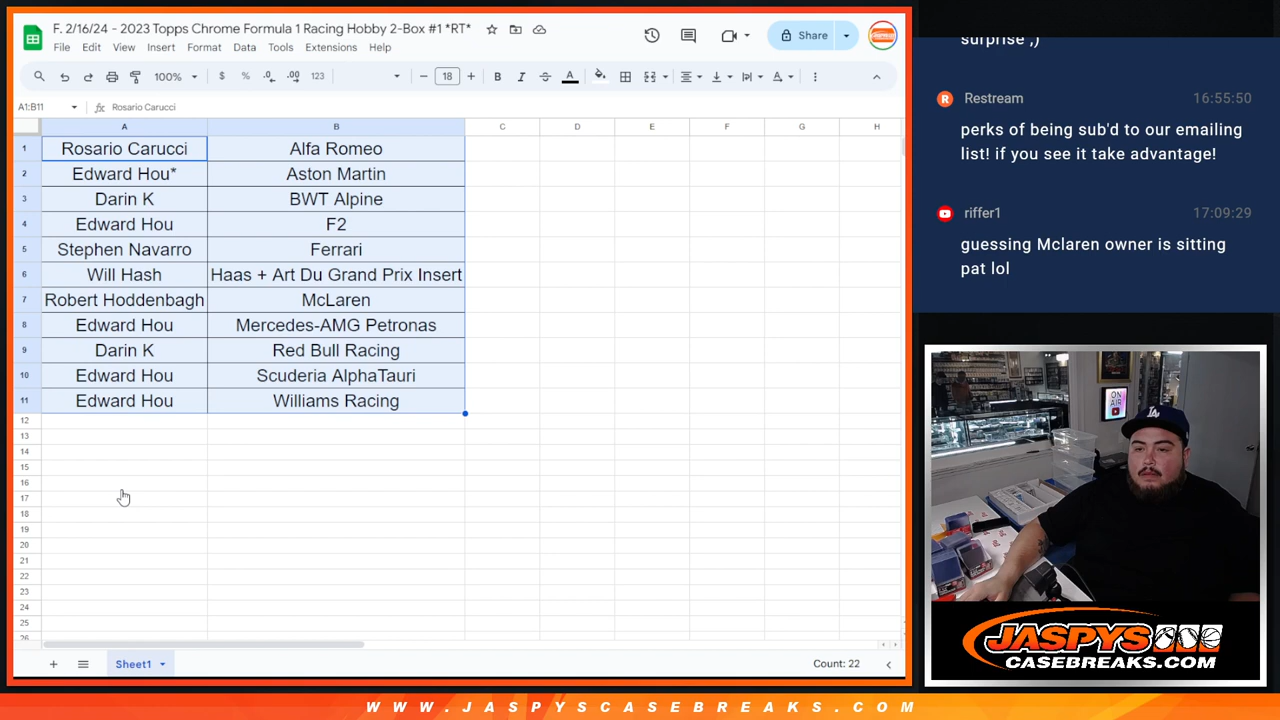 F. 2/16/24 - 2023 Topps Chrome Formula 1 Racing Hobby 2-Box #1 *RT*
File Edit View Insert Format Data Tools Extensions Help
Share
100% $ % .0 .00 123 18
A1:B11 Rosario Carucci
A B C D E F G H
1 Rosario Carucci Alfa Romeo
2 Edward Hou* Aston Martin
3 Darin K BWT Alpine
4 Edward Hou F2
5 Stephen Navarro Ferrari
6 Will Hash Haas + Art Du Grand Prix Insert
7 Robert Hoddenbagh McLaren
8 Edward Hou Mercedes-AMG Petronas
9 Darin K Red Bull Racing
10 Edward Hou Scuderia AlphaTauri
11 Edward Hou Williams Racing
12
13
14
15
16
17
18
19
20
21
22
23
24
25
26
Sheet1
Count: 22
surprise ;)
Restream 16:55:50
perks of being sub'd to our emailing
list! if you see it take advantage!
riffer1 17:09:29
guessing Mclaren owner is sitting
pat lol
ON
AIR
LA
JASPYS
CASEBREAKS.COM
WWW.JASPYSCASEBREAKS.COM